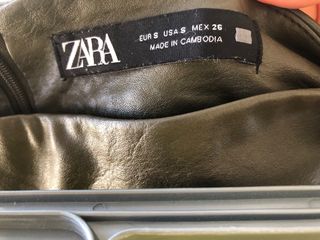 ZARA
EUR S USA S MEX 26
MADE IN CAMBODIA